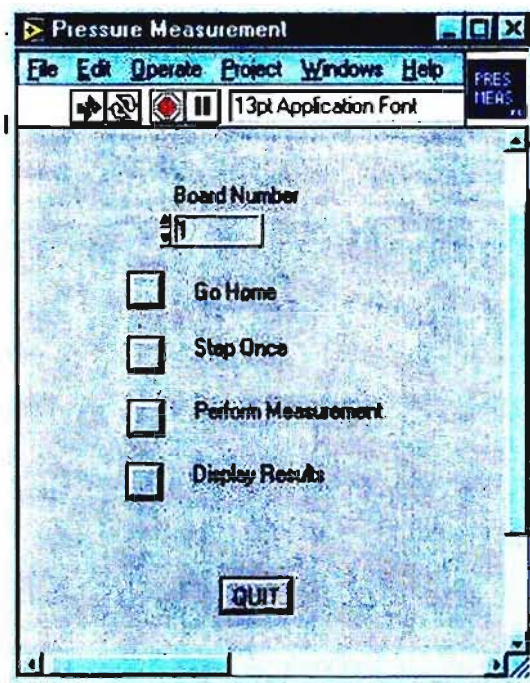 Pressure Measurement
File Edit Operate Project Windows Help
PRES
MEAS
13pt Application Font
Board Number
1
Go Home
Step Once
Perform Measurement
Display Results
QUIT